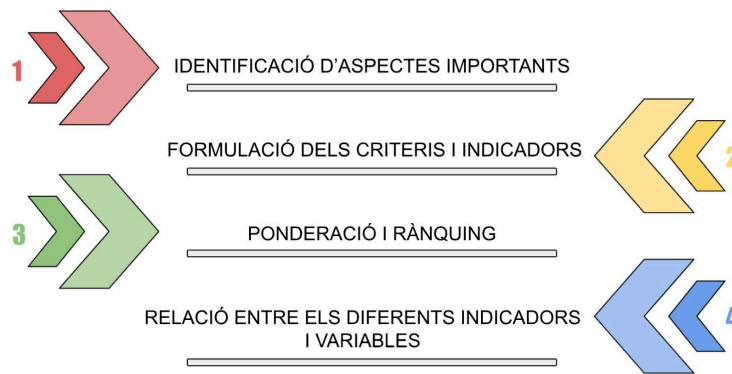 1
IDENTIFICACIÓ D'ASPECTES IMPORTANTS
FORMULACIÓ DELS CRITERIS I INDICADORS
2
3
PONDERACIÓ I RÀNQUING
RELACIÓ ENTRE ELS DIFERENTS INDICADORS
I VARIABLES
4